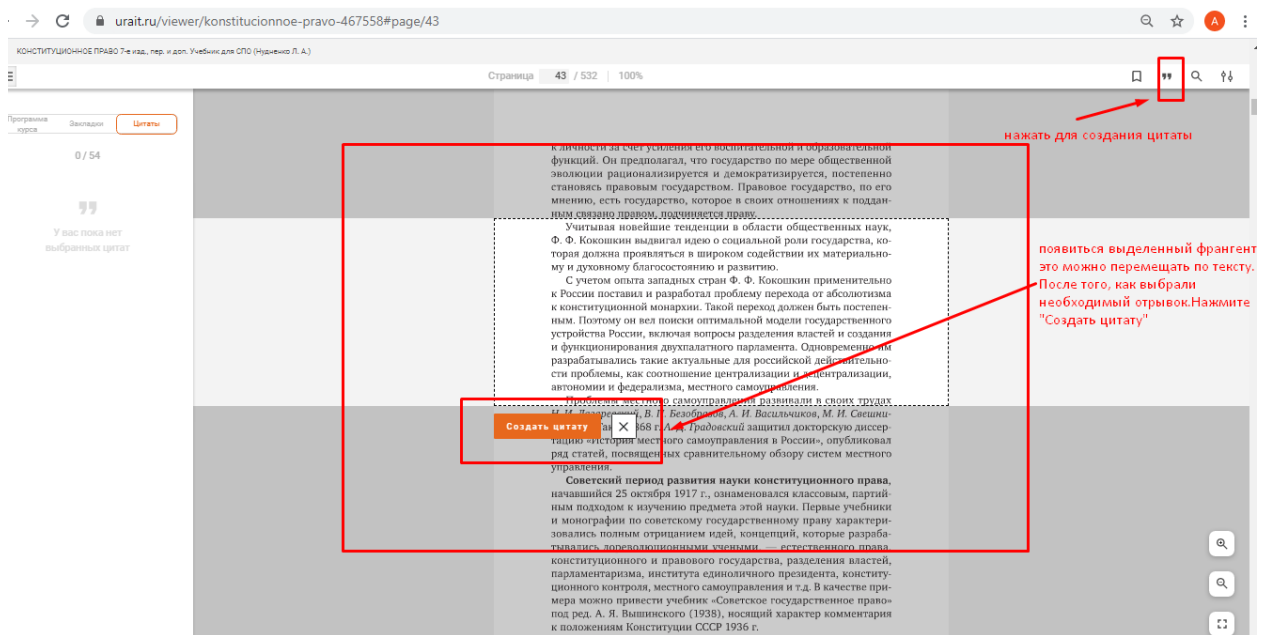 urait.ru/viewer/konstitucionnoe-pravo-467558#page/43
А
КОНСТИТУЦИОННОЕ ПРАВО 7-е изд., пер. и доп. Учебник для СПО (Нудненко Л. А.)
Страница 43 / 532 100%
Программа курса
Закладки
Цитаты
0 / 54
У вас пока нет
выбранных цитат
нажать для создания цитаты
к личности за счет усиления его воспитательной и образовательной
функций. Он предполагал, что государство по мере общественной
эволюции рационализируется и демократизируется, постепенно
становясь правовым государством. Правовое государство, по его
мнению, есть государство, которое в своих отношениях к поддан-
ным связано правом, подчиняется праву.
Учитывая новейшие тенденции в области общественных наук,
Ф. Ф. Кокошкин выдвигал идею о социальной роли государства, ко-
торая должна проявляться в широком содействии их материально-
му и духовному благосостоянию и развитию.
С учетом опыта западных стран Ф. Ф. Кокошкин применительно
к России поставил и разработал проблему перехода от абсолютизма
к конституционной монархии. Такой переход должен быть постепен-
ным. Поэтому он вел поиски оптимальной модели государственного
устройства России, включая вопросы разделения властей и создания
и функционирования двухпалатного парламента. Одновременно им
разрабатывались такие актуальные для российской действительно-
сти проблемы, как соотношение централизации и децентрализации,
автономии и федерализма, местного самоуправления.
Проблемы местного самоуправления развивали в своих трудах
Н. И. Лазаревский, В. П. Безобразов, А. И. Васильчиков, М. И. Свешни-
868 г. А. Д. Градовский защитил докторскую диссер-
тацию «История местного самоуправления в России», опубликовал
ряд статей, посвященных сравнительному обзору систем местного
управления.
Создать цитату
Советский период развития науки конституционного права,
начавшийся 25 октября 1917 г., ознаменовался классовым, партий-
ным подходом к изучению предмета этой науки. Первые учебники
и монографии по советскому государственному праву характери-
зовались полным отрицанием идей, концепций, которые разраба-
тывались дореволюционными учеными, — естественного права,
конституционного и правового государства, разделения властей,
парламентаризма, института единоличного президента, конститу-
ционного контроля, местного самоуправления и т.д. В качестве при-
мера можно привести учебник «Советское государственное право»
под ред. А. Я. Вышинского (1938), носящий характер комментария
к положениям Конституции СССР 1936 г.
появиться выделенный франгент
это можно перемещать по тексту.
После того, как выбрали
необходимый отрывок.Нажмите
"Создать цитату"